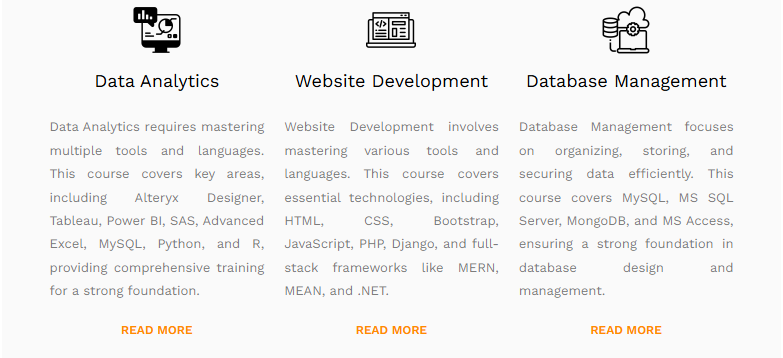 Data Analytics
Data Analytics requires mastering
multiple tools and languages.
This course covers key areas,
including Alteryx Designer,
Tableau, Power BI, SAS, Advanced
Excel, MySQL, Python, and R,
providing comprehensive training
for a strong foundation.
READ MORE
Website Development
Website Development involves
mastering various tools and
languages. This course covers
essential technologies, including
HTML, CSS, Bootstrap,
JavaScript, PHP, Django, and full-
stack frameworks like MERN,
MEAN, and .NET.
READ MORE
Database Management
Database Management focuses
on organizing, storing, and
securing data efficiently. This
course covers MySQL, MS SQL
Server, MongoDB, and MS Access,
ensuring a strong foundation in
database design and
management.
READ MORE